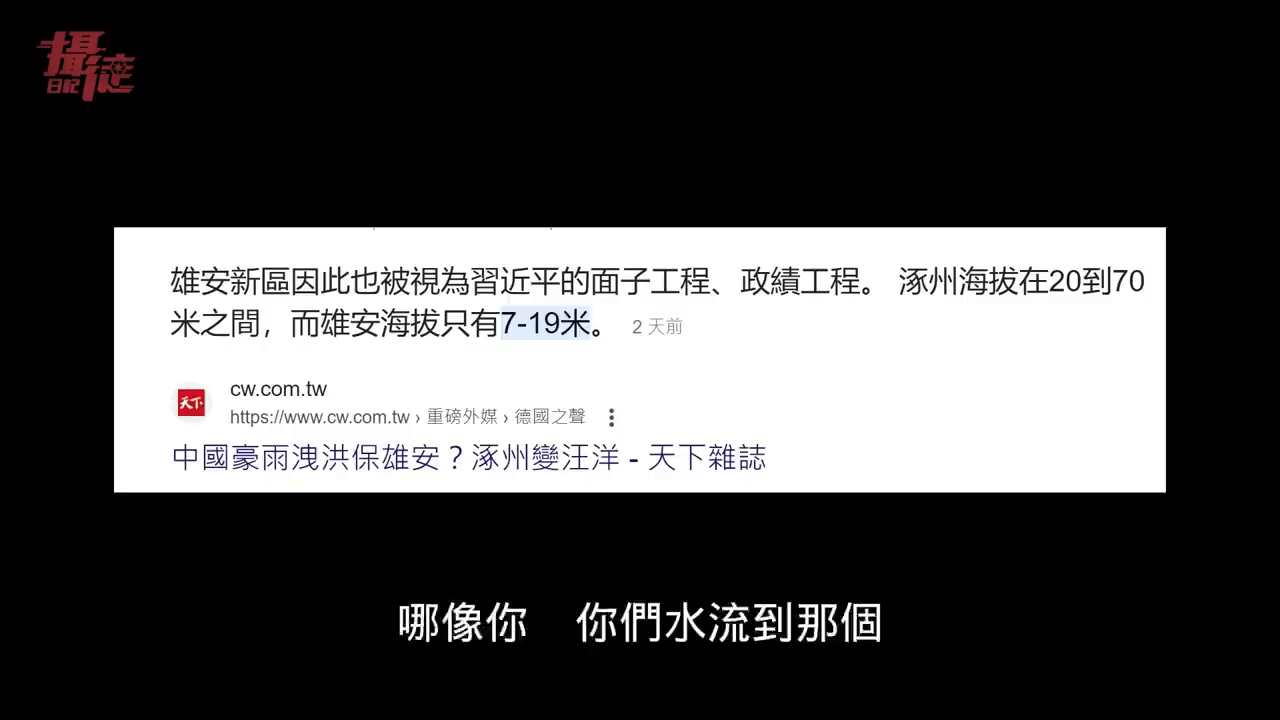 攝徒
日記
雄安新區因此也被視為習近平的面子工程、政績工程。 涿州海拔在20到70
米之間，而雄安海拔只有7-19米。 2 天前
天下
cw.com.tw
https://www.cw.com.tw › 重磅外媒 › 德國之聲
中國豪雨洩洪保雄安？涿州變汪洋 - 天下雜誌
哪像你 你們水流到那個